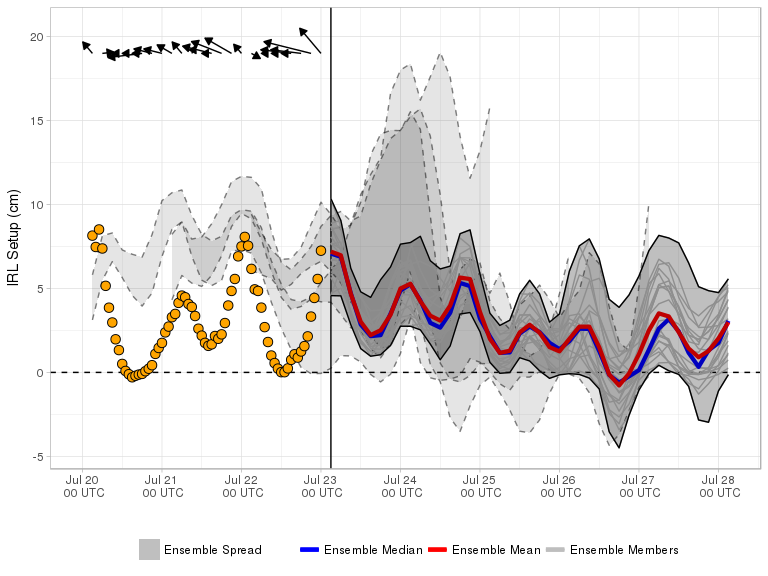 20
15
10
5
0
-5
IRL Setup (cm)
Jul 20 Jul 21 Jul 22 Jul 23 Jul 24 Jul 25 Jul 26 Jul 27 Jul 28
00 UTC 00 UTC 00 UTC 00 UTC 00 UTC 00 UTC 00 UTC 00 UTC 00 UTC
Ensemble Spread Ensemble Median Ensemble Mean Ensemble Members